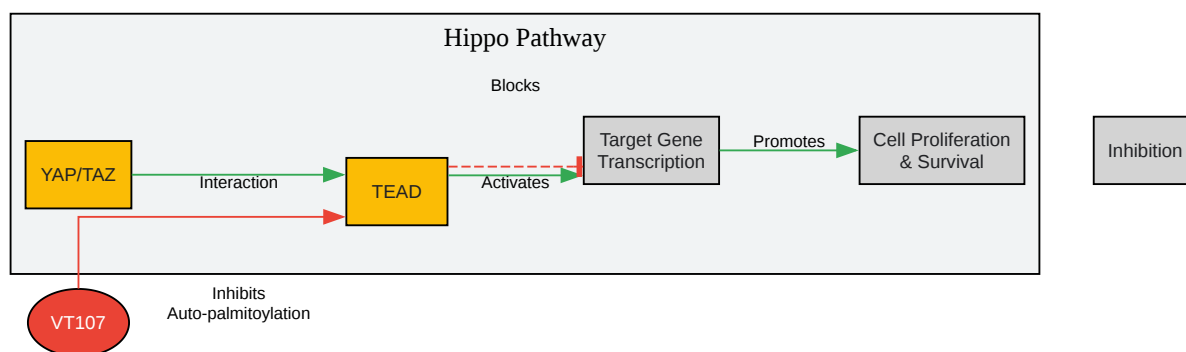 Hippo Pathway
Blocks
YAP/TAZ
Interaction
TEAD
Activates
Target Gene
Transcription
Promotes
Cell Proliferation
& Survival
Inhibition
Inhibits
Auto-palmitoylation
VT107